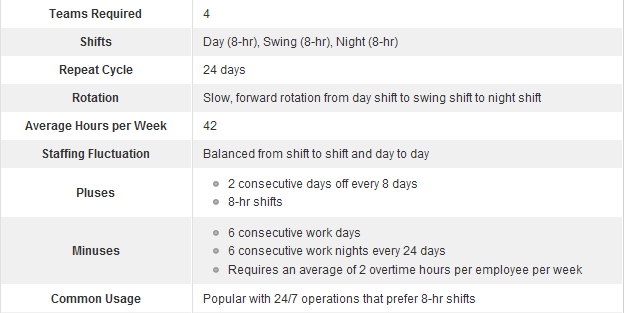 Teams Required 4
Shifts Day (8-hr), Swing (8-hr), Night (8-hr)
Repeat Cycle 24 days
Rotation Slow, forward rotation from day shift to swing shift to night shift
Average Hours per Week 42
Staffing Fluctuation Balanced from shift to shift and day to day
Pluses
2 consecutive days off every 8 days
8-hr shifts
Minuses
6 consecutive work days
6 consecutive work nights every 24 days
Requires an average of 2 overtime hours per employee per week
Common Usage Popular with 24/7 operations that prefer 8-hr shifts